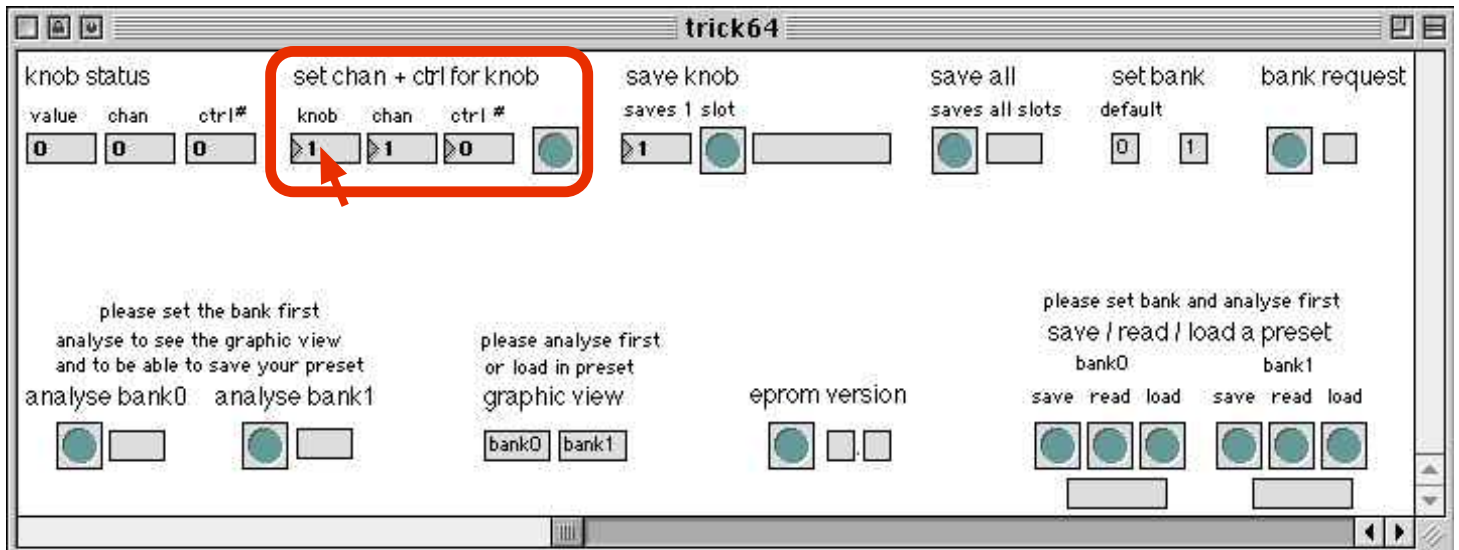 trick64
knob status
value chan ctrl#
0 0 0
set chan + ctrl for knob
knob chan ctrl #
1 1 0
save knob
saves 1 slot
1
save all
saves all slots
set bank
default
0 1
bank request
please set the bank first
analyse to see the graphic view
and to be able to save your preset
analyse bank0 analyse bank1
please analyse first
or load in preset
graphic view
bank0 bank1
eprom version
.
please set bank and analyse first
save / read / load a preset
bank0 bank1
save read load save read load